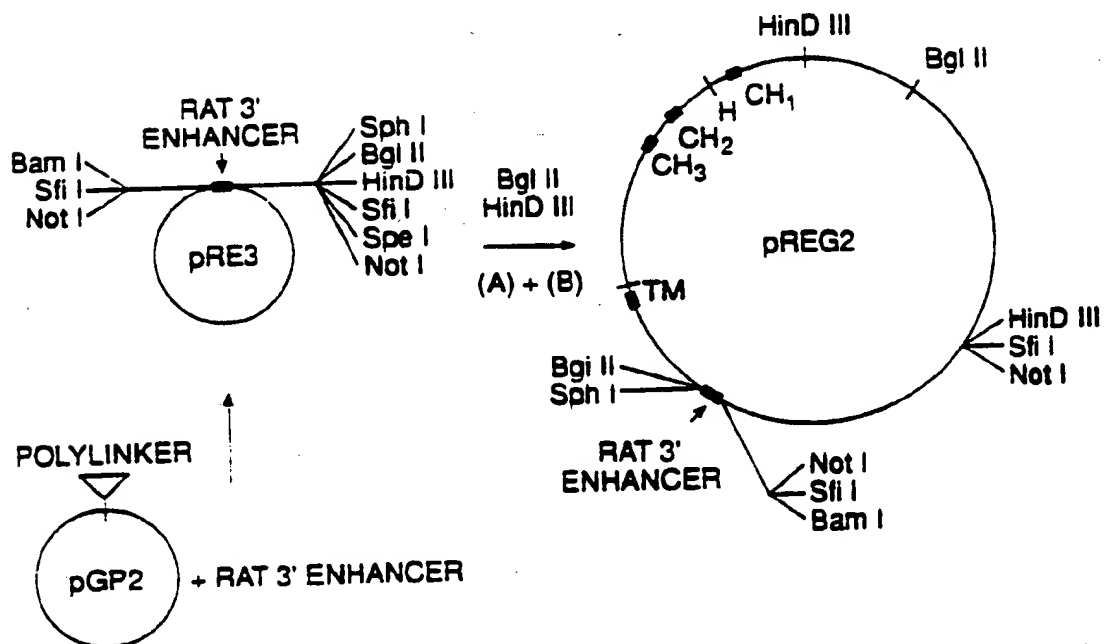 RAT 3'
ENHANCER
Bam I
Sfi I
Not I
Sph I
Bgl II
HinD III
Sfi I
Spe I
Not I
pRE3
Bgl II
HinD III
(A) + (B)
POLYLINKER
pGP2
+ RAT 3' ENHANCER
HinD III
Bgl II
CH1
H
CH2
CH3
pREG2
TM
HinD III
Sfi I
Not I
Bgi II
Sph I
RAT 3'
ENHANCER
Not I
Sfi I
Bam I